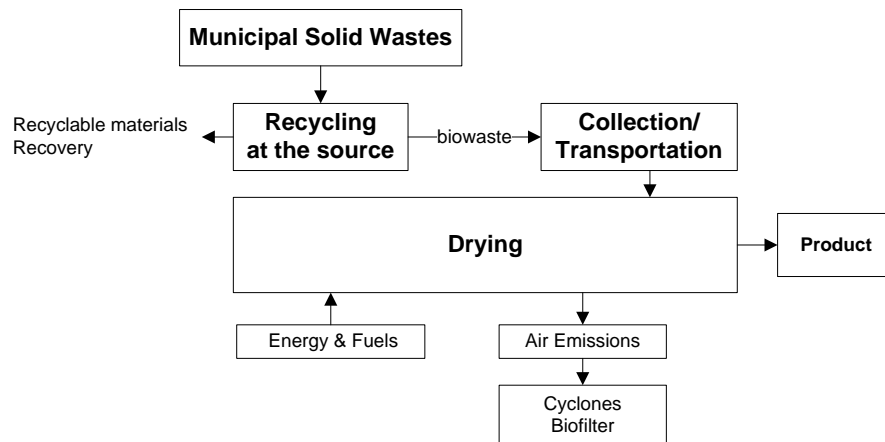 Municipal Solid Wastes
Recyclable materials
Recovery
Recycling
at the source
biowaste
Collection/
Transportation
Drying
Product
Energy & Fuels
Air Emissions
Cyclones
Biofilter